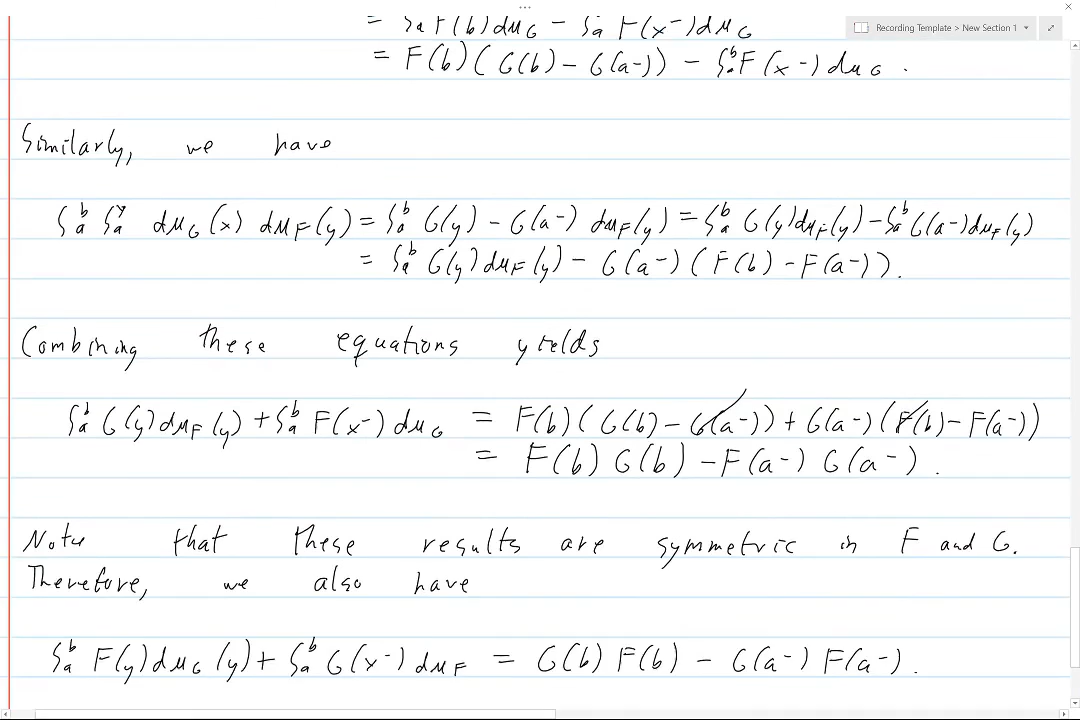 Recording Template > New Section 1
= ∫ₐ F(b) dμ_G − ∫ₐ F(x−) dμ_G
= F(b)(G(b) − G(a−)) − ∫ₐᵇ F(x−) dμ_G .
Similarly, we have
∫ₐᵇ ∫ₐʸ dμ_G(x) dμ_F(y) = ∫ₐᵇ G(y) − G(a−) dμ_F(y) = ∫ₐᵇ G(y) dμ_F(y) − ∫ₐᵇ G(a−) dμ_F(y)
= ∫ₐᵇ G(y) dμ_F(y) − G(a−)(F(b) − F(a−)).
Combining these equations yields
∫ₐᵇ G(y) dμ_F(y) + ∫ₐᵇ F(x−) dμ_G = F(b)(G(b) − G(a−)) + G(a−)(F(b) − F(a−))
= F(b) G(b) − F(a−) G(a−) .
Note that these results are symmetric in F and G.
Therefore, we also have
∫ₐᵇ F(y) dμ_G(y) + ∫ₐᵇ G(x−) dμ_F = G(b) F(b) − G(a−) F(a−) .